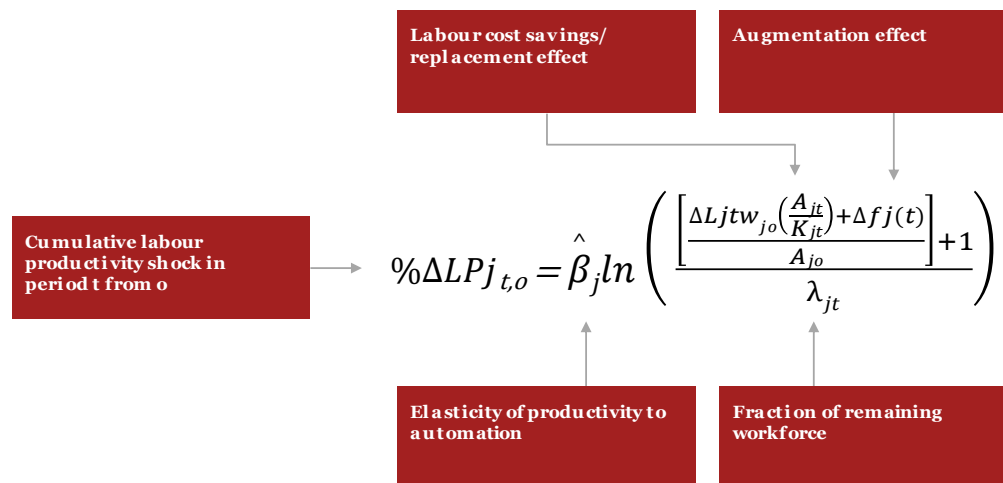 Labour cost savings/
replacement effect
Augmentation effect
Cumulative labour
productivity shock in
period t from 0
%ΔLPj_{t,o} = \hat{β}_j ln ( ( [ ( ΔLjtw_{jo} ( A_{jt} / K_{jt} ) + Δfj(t) ) / A_{jo} ] + 1 ) / λ_{jt} )
Elasticity of productivity to
automation
Fraction of remaining
workforce